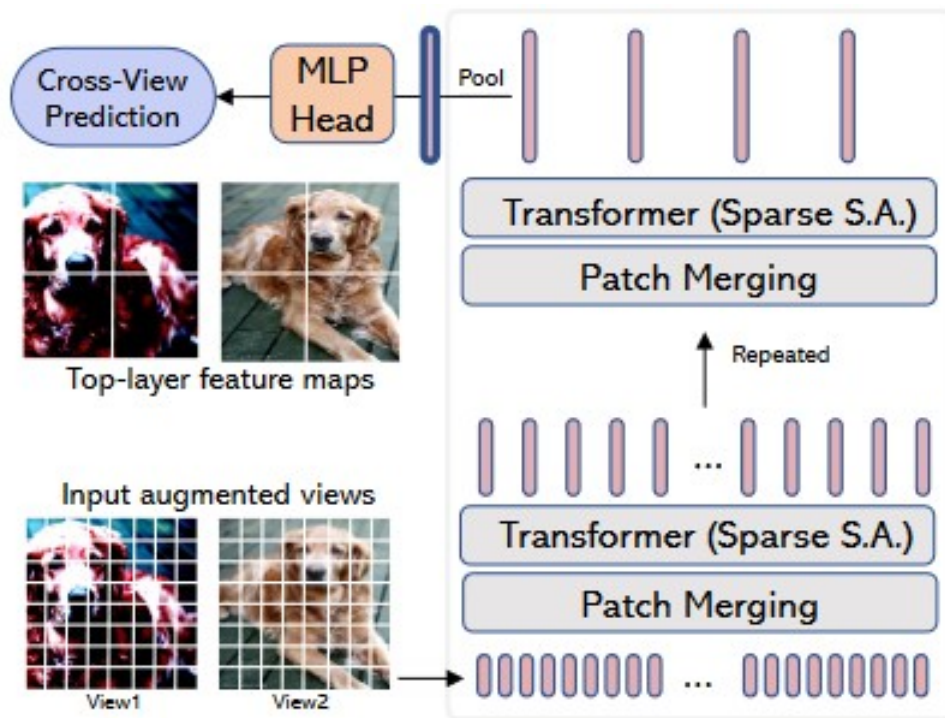 Cross-View
Prediction
MLP
Head
Pool
Transformer (Sparse S.A.)
Patch Merging
Top-layer feature maps
Repeated
...
Input augmented views
Transformer (Sparse S.A.)
Patch Merging
View1
View2
...